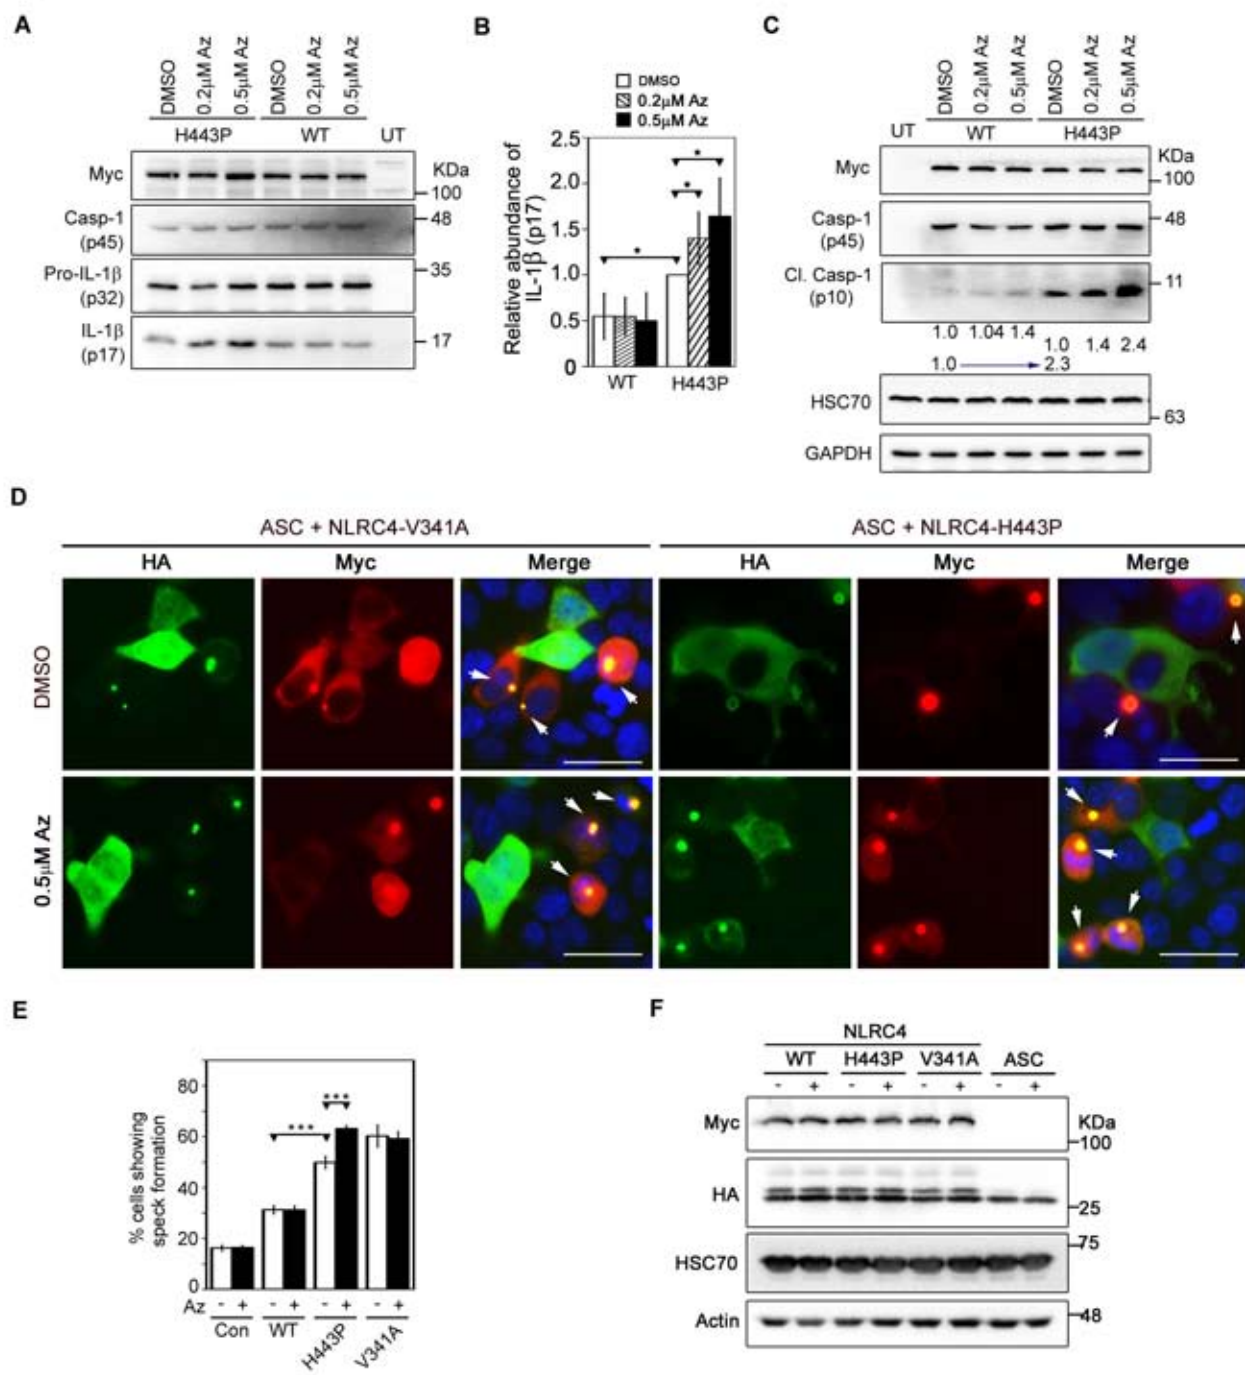 A
DMSO
0.2µM Az
0.5µM Az
DMSO
0.2µM Az
0.5µM Az
H443P WT UT
Myc KDa
100
Casp-1
(p45)
48
Pro-IL-1β
(p32)
35
IL-1β
(p17)
17
B
DMSO
0.2µM Az
0.5µM Az
Relative abundance of
IL-1β (p17)
2.5
2.0
*
*
1.5
*
1.0
0.5
0
WT H443P
C
DMSO
0.2µM Az
0.5µM Az
DMSO
0.2µM Az
0.5µM Az
UT WT H443P
Myc KDa
100
Casp-1
(p45)
48
Cl. Casp-1
(p10)
11
1.0 1.04 1.4 1.0 1.4 2.4
1.0 2.3
HSC70
63
GAPDH
D
ASC + NLRC4-V341A ASC + NLRC4-H443P
HA Myc Merge HA Myc Merge
DMSO
0.5µM Az
E
% cells showing
speck formation
80
60
40
20
0
*** ***
Az - + - + - + - +
Con WT H443P V341A
F
NLRC4
WT H443P V341A ASC
- + - + - + - +
Myc KDa
100
HA
25
HSC70
75
Actin
48